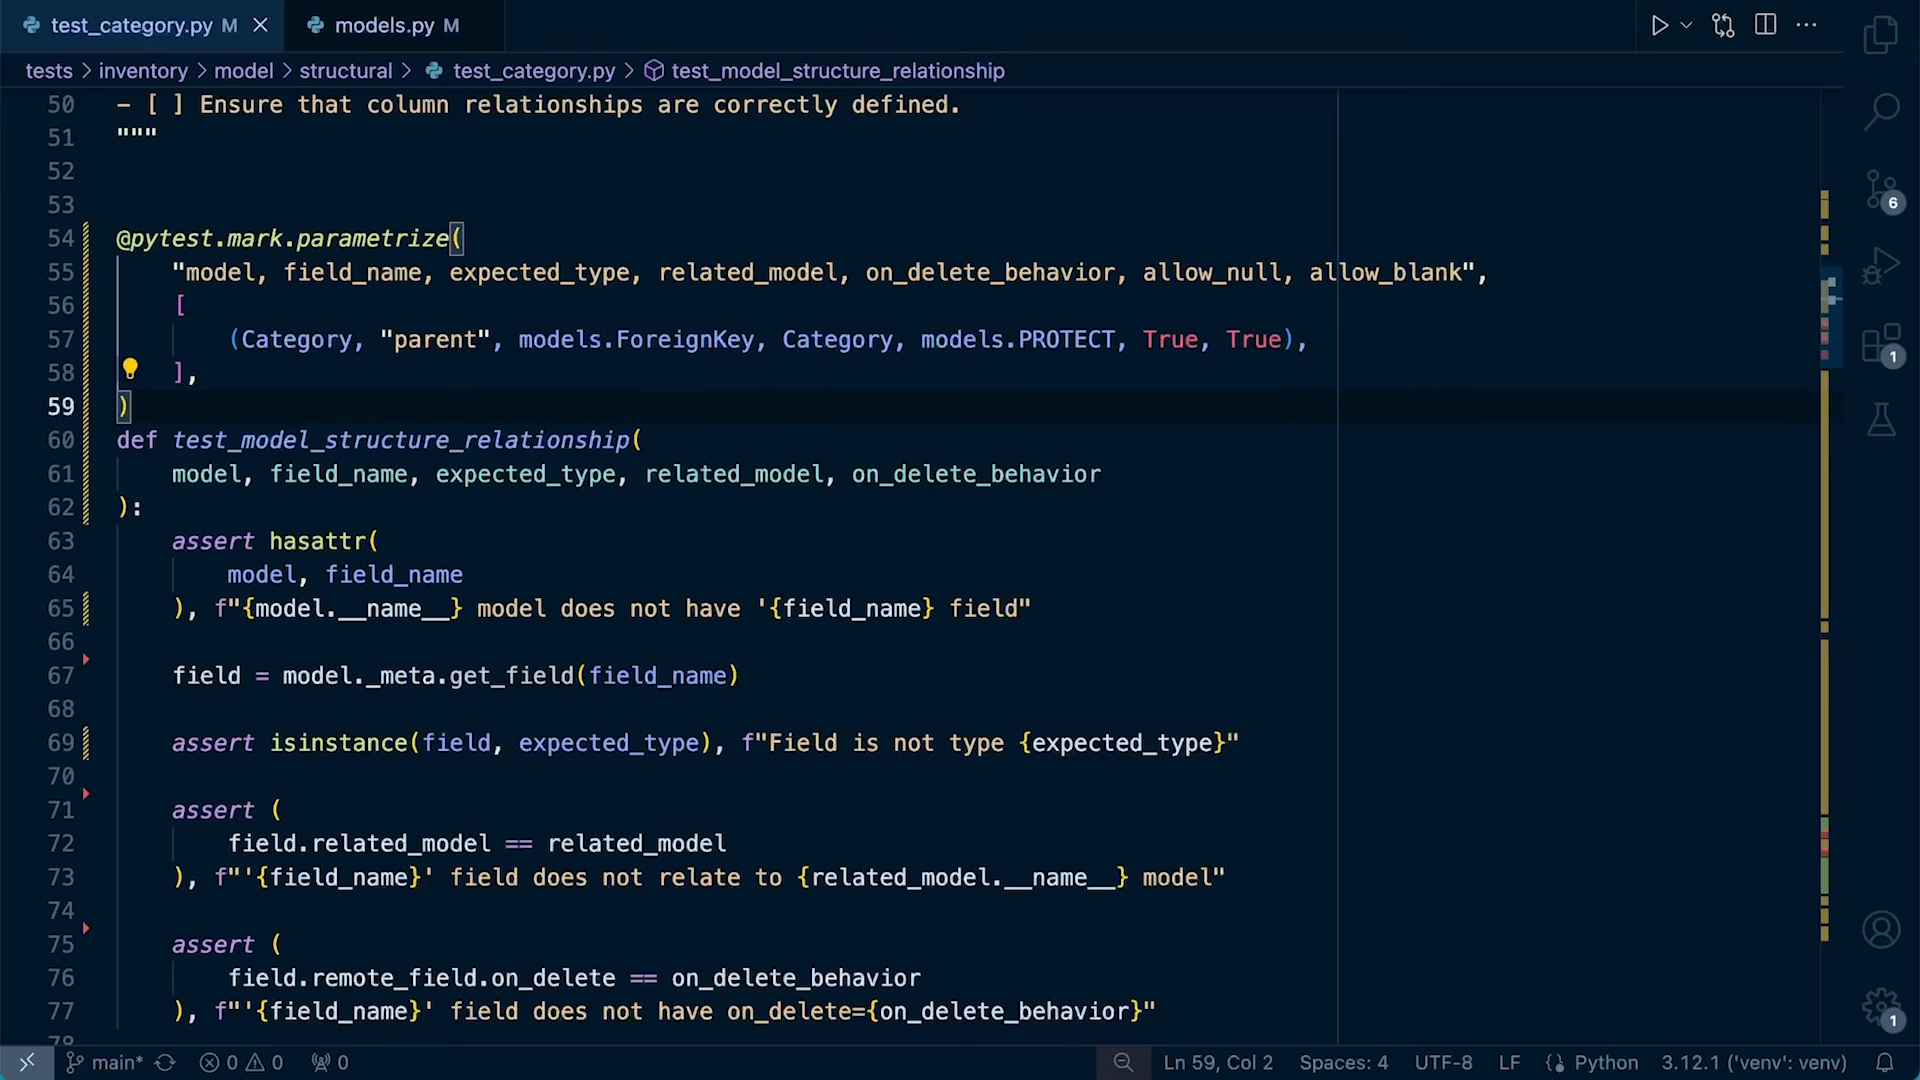 test_category.py M
models.py M
tests > inventory > model > structural > test_category.py > test_model_structure_relationship
50 - [ ] Ensure that column relationships are correctly defined.
51 """
52
53
54 @pytest.mark.parametrize(
55 "model, field_name, expected_type, related_model, on_delete_behavior, allow_null, allow_blank",
56 [
57 (Category, "parent", models.ForeignKey, Category, models.PROTECT, True, True),
58 ],
59 )
60 def test_model_structure_relationship(
61 model, field_name, expected_type, related_model, on_delete_behavior
62 ):
63 assert hasattr(
64 model, field_name
65 ), f"{model.__name__} model does not have '{field_name} field"
66
67 field = model._meta.get_field(field_name)
68
69 assert isinstance(field, expected_type), f"Field is not type {expected_type}"
70
71 assert (
72 field.related_model == related_model
73 ), f"'{field_name}' field does not relate to {related_model.__name__} model"
74
75 assert (
76 field.remote_field.on_delete == on_delete_behavior
77 ), f"'{field_name}' field does not have on_delete={on_delete_behavior}"
78
6
1
1
main* 0 0 0 Ln 59, Col 2 Spaces: 4 UTF-8 LF Python 3.12.1 ('venv': venv)